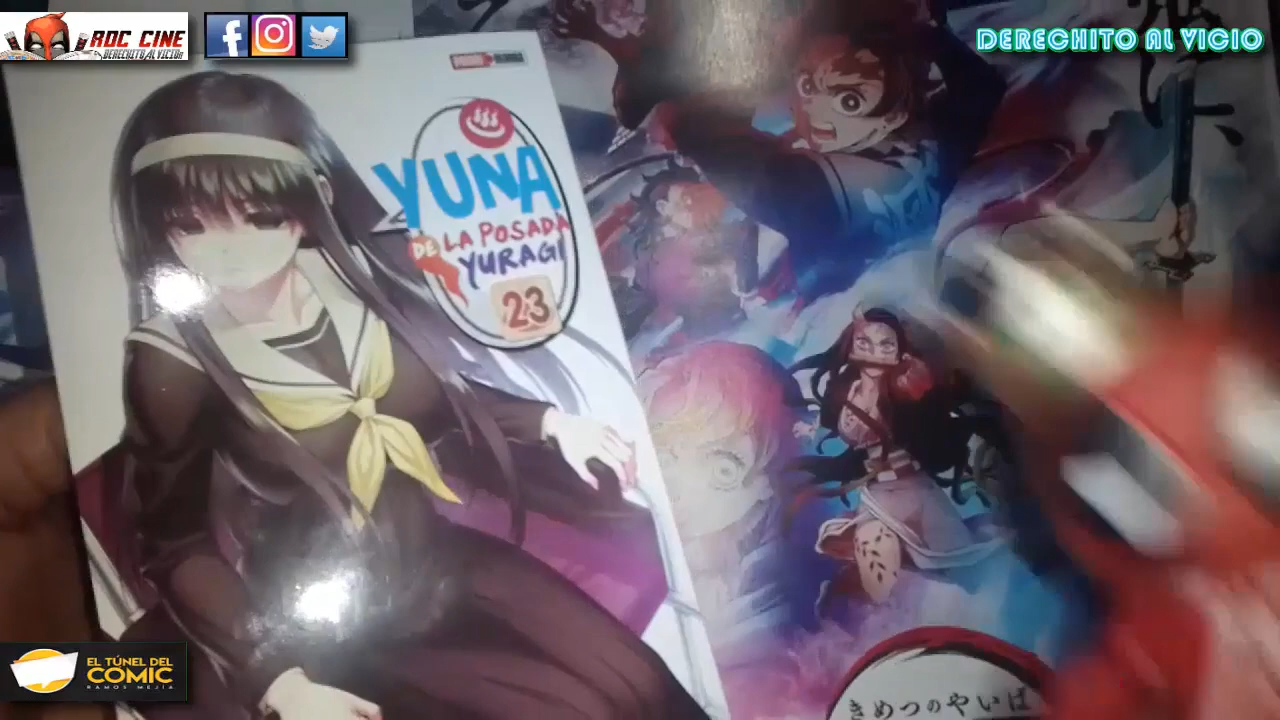 RDC CINE
DERECHITO AL VICIO!
DERECHITO AL VICIO
YUNA
DE LA POSADA
YURAGI
23
EL TÚNEL DEL
COMIC
RAMOS MEJÍA
きめつのやいば